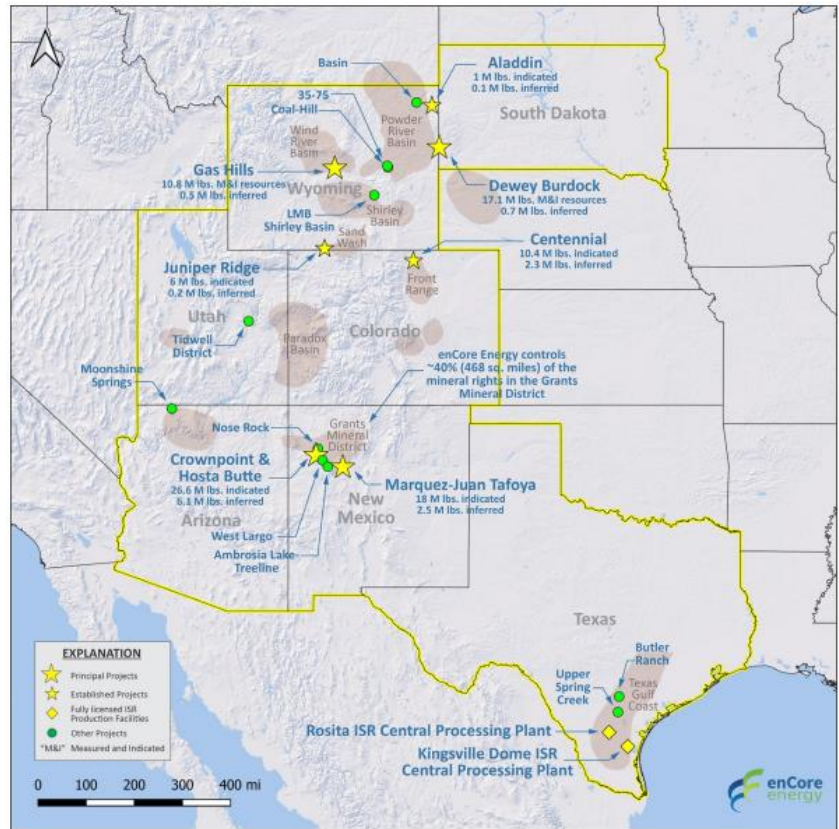 Basin
Aladdin
1 M lbs. indicated
0.1 M lbs. inferred
35-75
Coal-Hill
Powder
River
Basin
South Dakota
Wind
River
Basin
Gas Hills
10.8 M lbs. M&I resources
0.5 M lbs. inferred
Wyoming
Dewey Burdock
17.1 M lbs. M&I resources
0.7 M lbs. inferred
LMB
Shirley Basin
Shirley
Basin
Sand
Wash
Centennial
10.4 M lbs. indicated
2.3 M lbs. inferred
Juniper Ridge
6 M lbs. indicated
0.2 M lbs. inferred
Front
Range
Utah
Tidwell
District
Paradox
Basin
Colorado
enCore Energy controls
~40% (468 sq. miles) of the
mineral rights in the Grants
Mineral District
Moonshine
Springs
Nose Rock
Grants
Mineral
District
Crownpoint &
Hosta Butte
26.6 M lbs. indicated
6.1 M lbs. inferred
Marquez-Juan Tafoya
18 M lbs. indicated
2.5 M lbs. inferred
Arizona
New
Mexico
West Largo
Ambrosia Lake
Treeline
Texas
Butler
Ranch
Upper
Spring
Creek
Texas
Gulf
Coast
Rosita ISR Central Processing Plant
Kingsville Dome ISR
Central Processing Plant
EXPLANATION
Principal Projects
Established Projects
Fully licensed ISR
Production Facilities
Other Projects
"M&I" Measured and Indicated
0 100 200 300 400 mi
enCore
energy